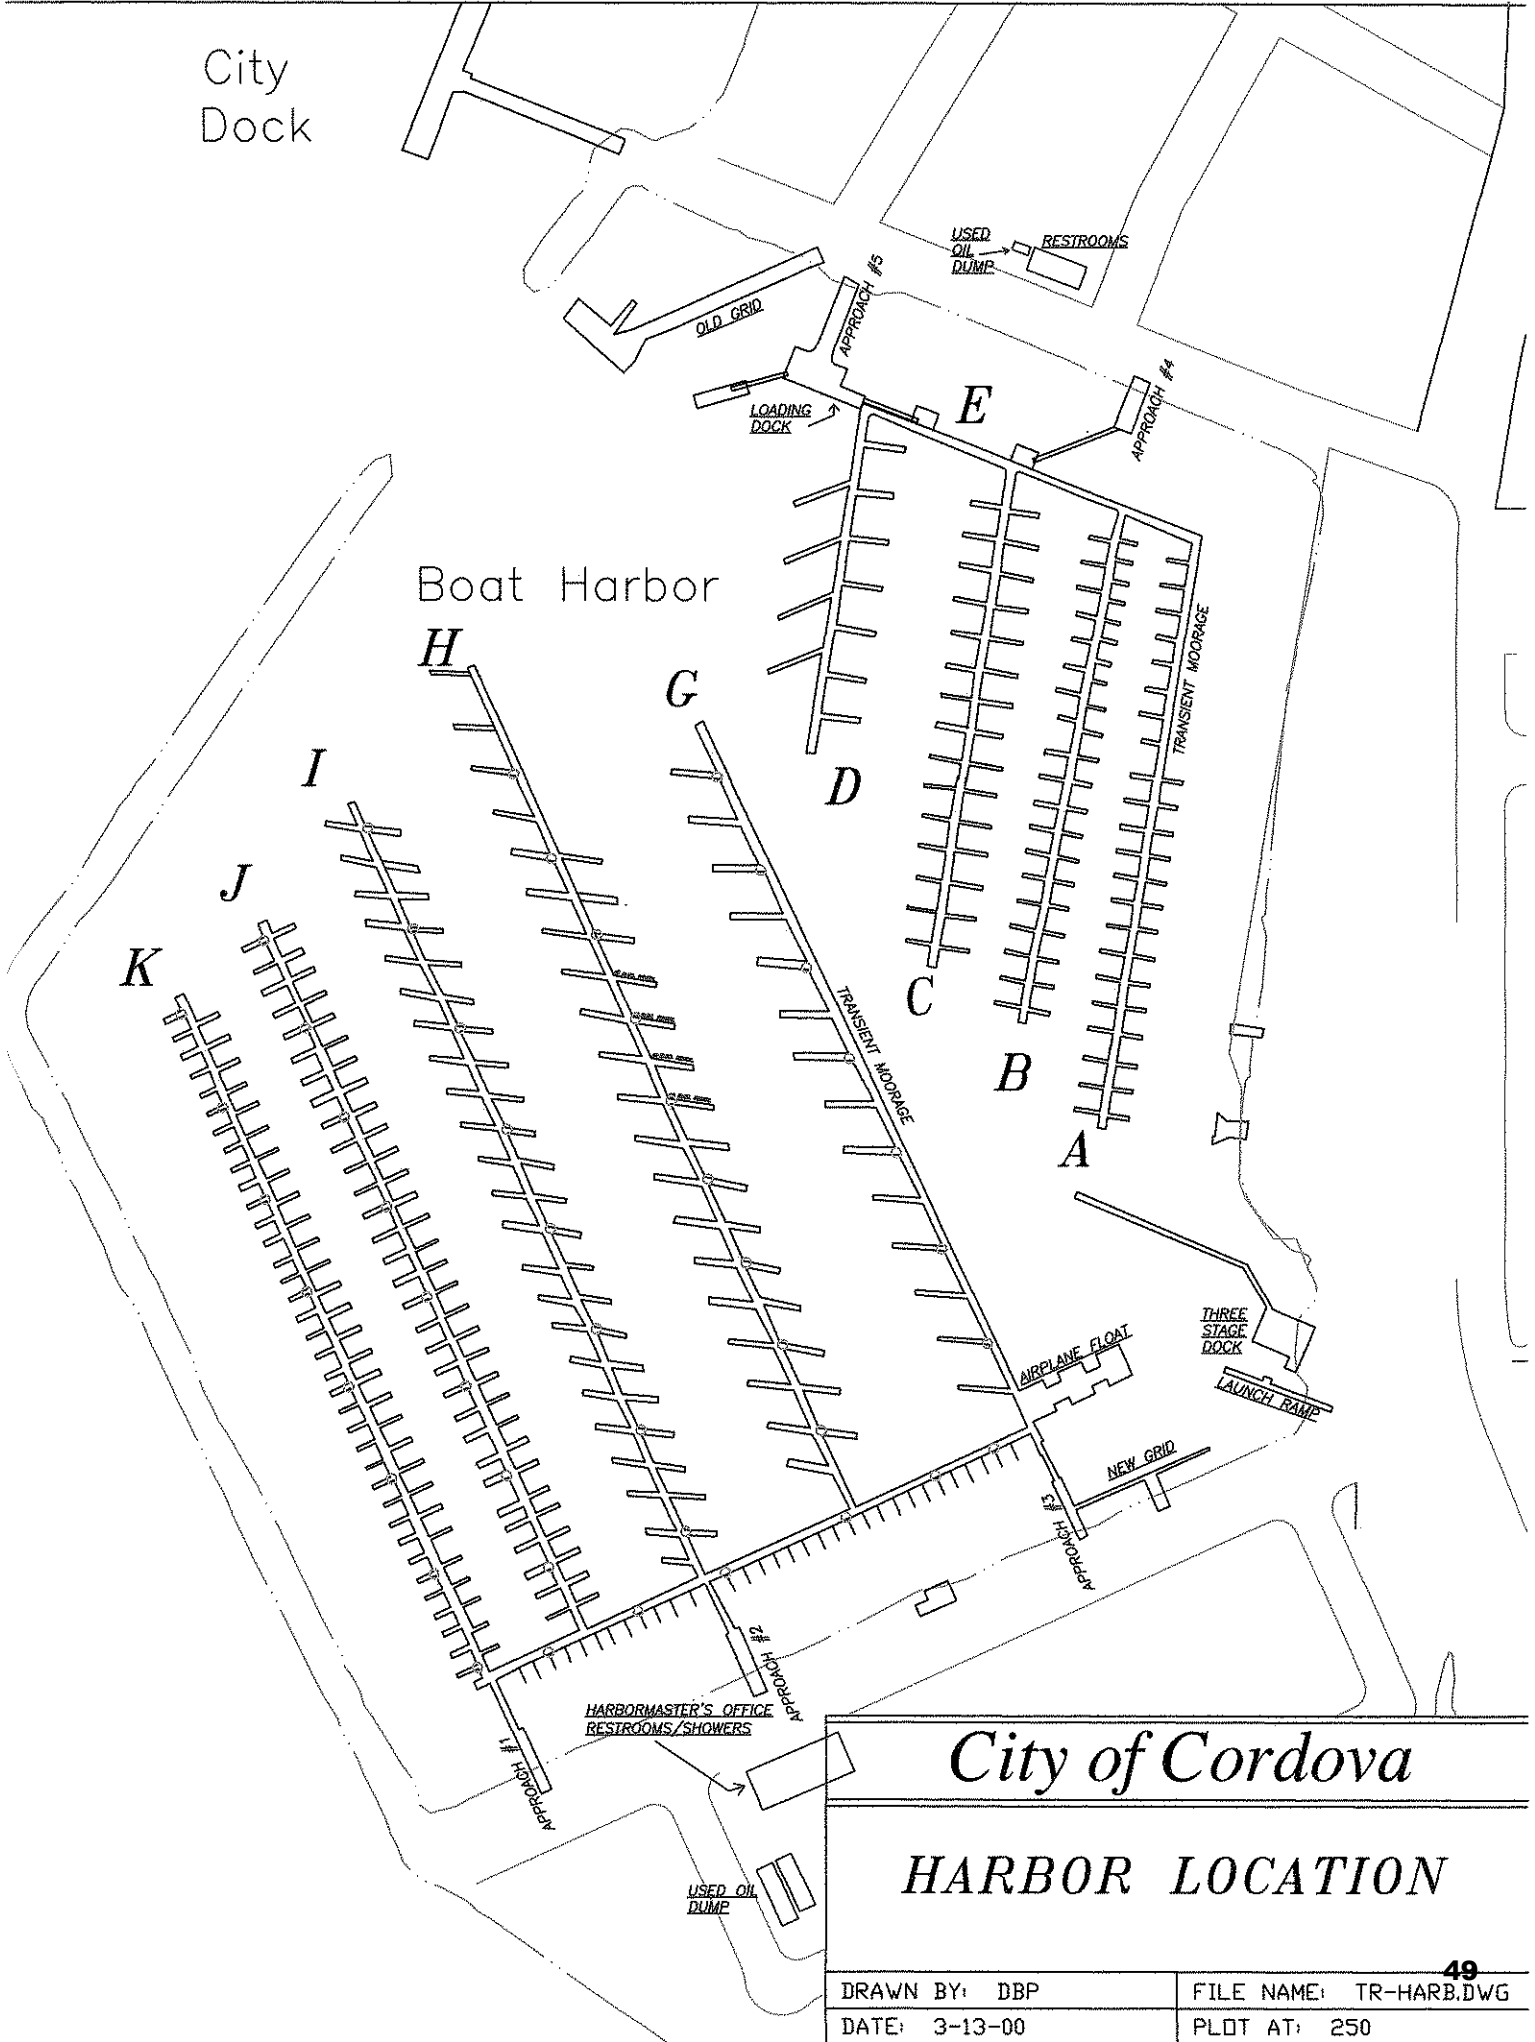 City
Dock
USED
OIL
DUMP
RESTROOMS
APPROACH #5
OLD GRID
APPROACH #4
E
LOADING
DOCK
Boat Harbor
TRANSIENT MOORAGE
H
G
I
D
J
K
C
TRANSIENT MOORAGE
B
A
THREE
STAGE
DOCK
AIRPLANE FLOAT
LAUNCH RAMP
NEW GRID
APPROACH #3
APPROACH #2
HARBORMASTER'S OFFICE
RESTROOMS/SHOWERS
APPROACH #1
City of Cordova
HARBOR LOCATION
USED OIL
DUMP
49
DRAWN BY: DBP
FILE NAME: TR-HARB.DWG
DATE: 3-13-00
PLOT AT: 250